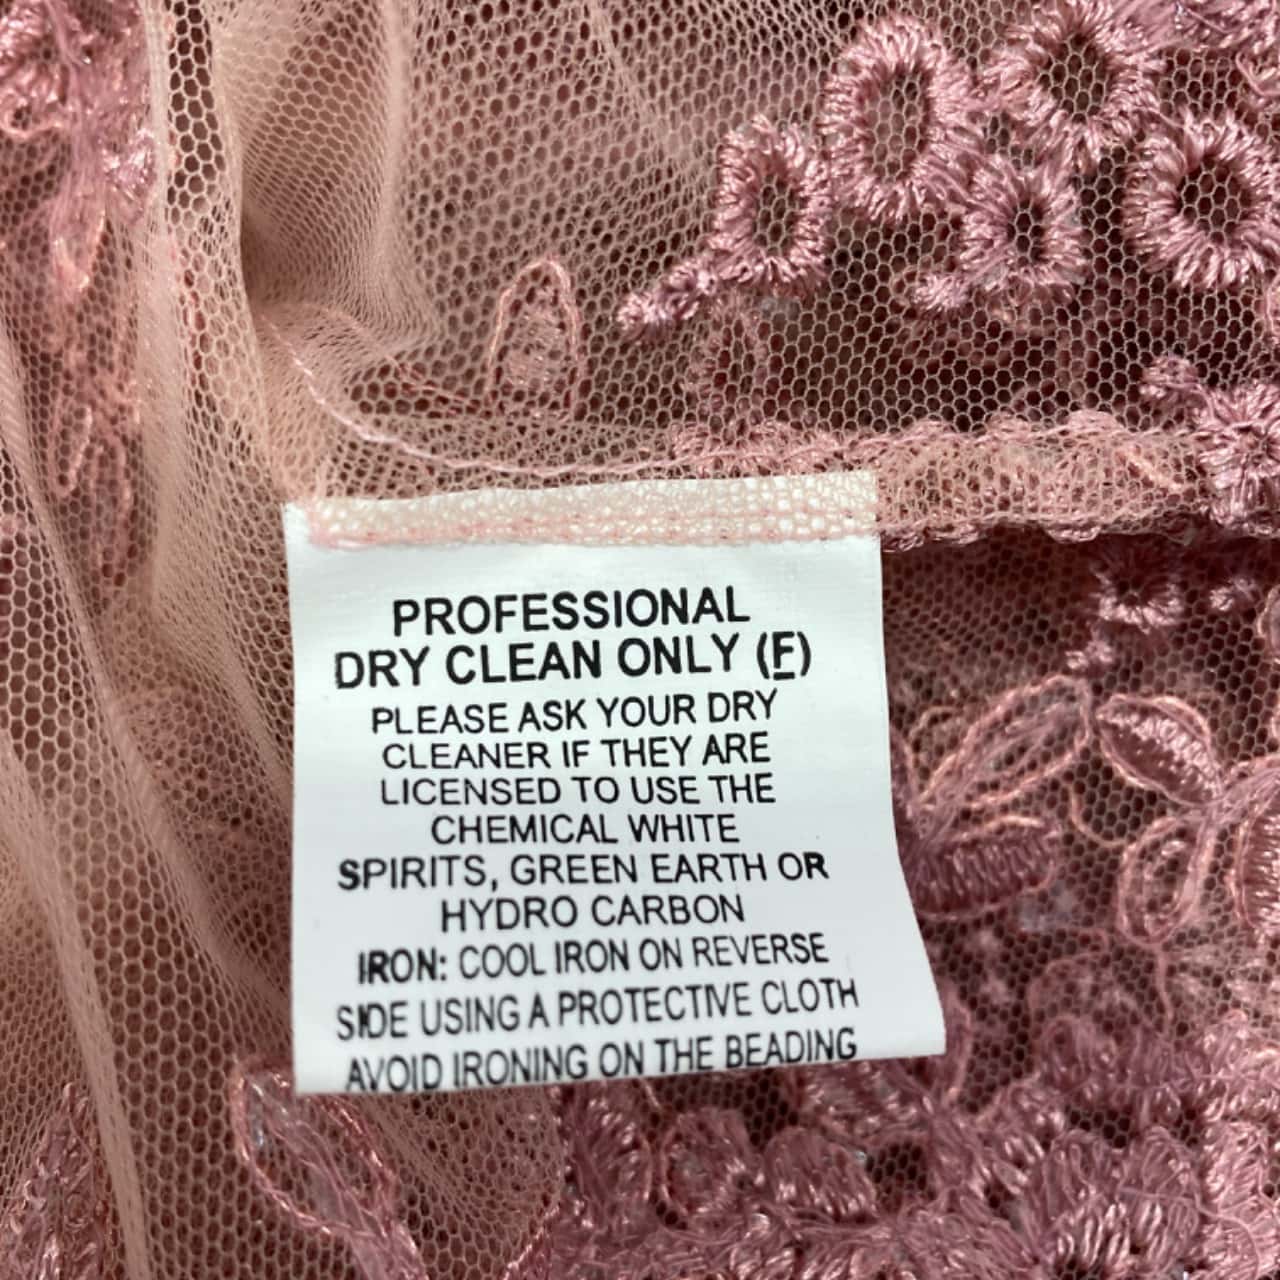 PROFESSIONAL
DRY CLEAN ONLY (F)
PLEASE ASK YOUR DRY
CLEANER IF THEY ARE
LICENSED TO USE THE
CHEMICAL WHITE
SPIRITS, GREEN EARTH OR
HYDRO CARBON
IRON: COOL IRON ON REVERSE
SIDE USING A PROTECTIVE CLOTH
AVOID IRONING ON THE BEADING